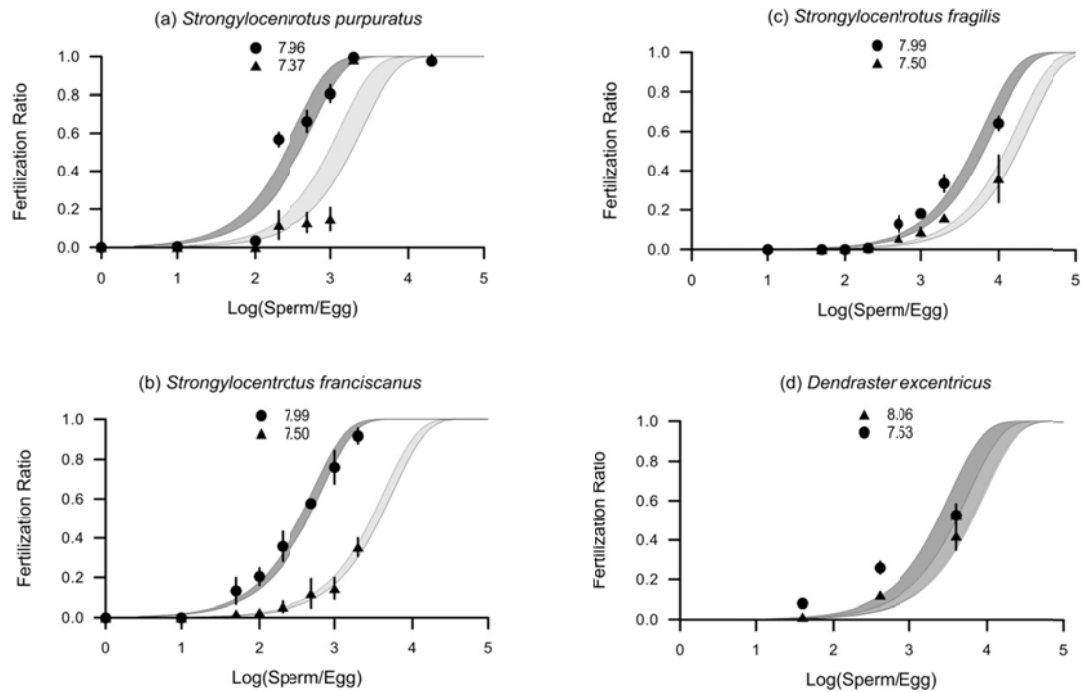 (a) Strongylocenrotus purpuratus
7.96
7.37
1.0
0.8
0.6
0.4
0.2
0.0
Fertilization Ratio
0 1 2 3 4 5
Log(Sperm/Egg)
(c) Strongylocentrotus fragilis
7.99
7.50
1.0
0.8
0.6
0.4
0.2
0.0
Fertilization Ratio
0 1 2 3 4 5
Log(Sperm/Egg)
(b) Strongylocentrctus franciscanus
7.99
7.50
1.0
0.8
0.6
0.4
0.2
0.0
Fertilization Ratio
0 1 2 3 4 5
Log(Sperm/Egg)
(d) Dendraster excentricus
8.06
7.53
1.0
0.8
0.6
0.4
0.2
0.0
Fertilization Ratio
0 1 2 3 4 5
Log(Sperm/Egg)